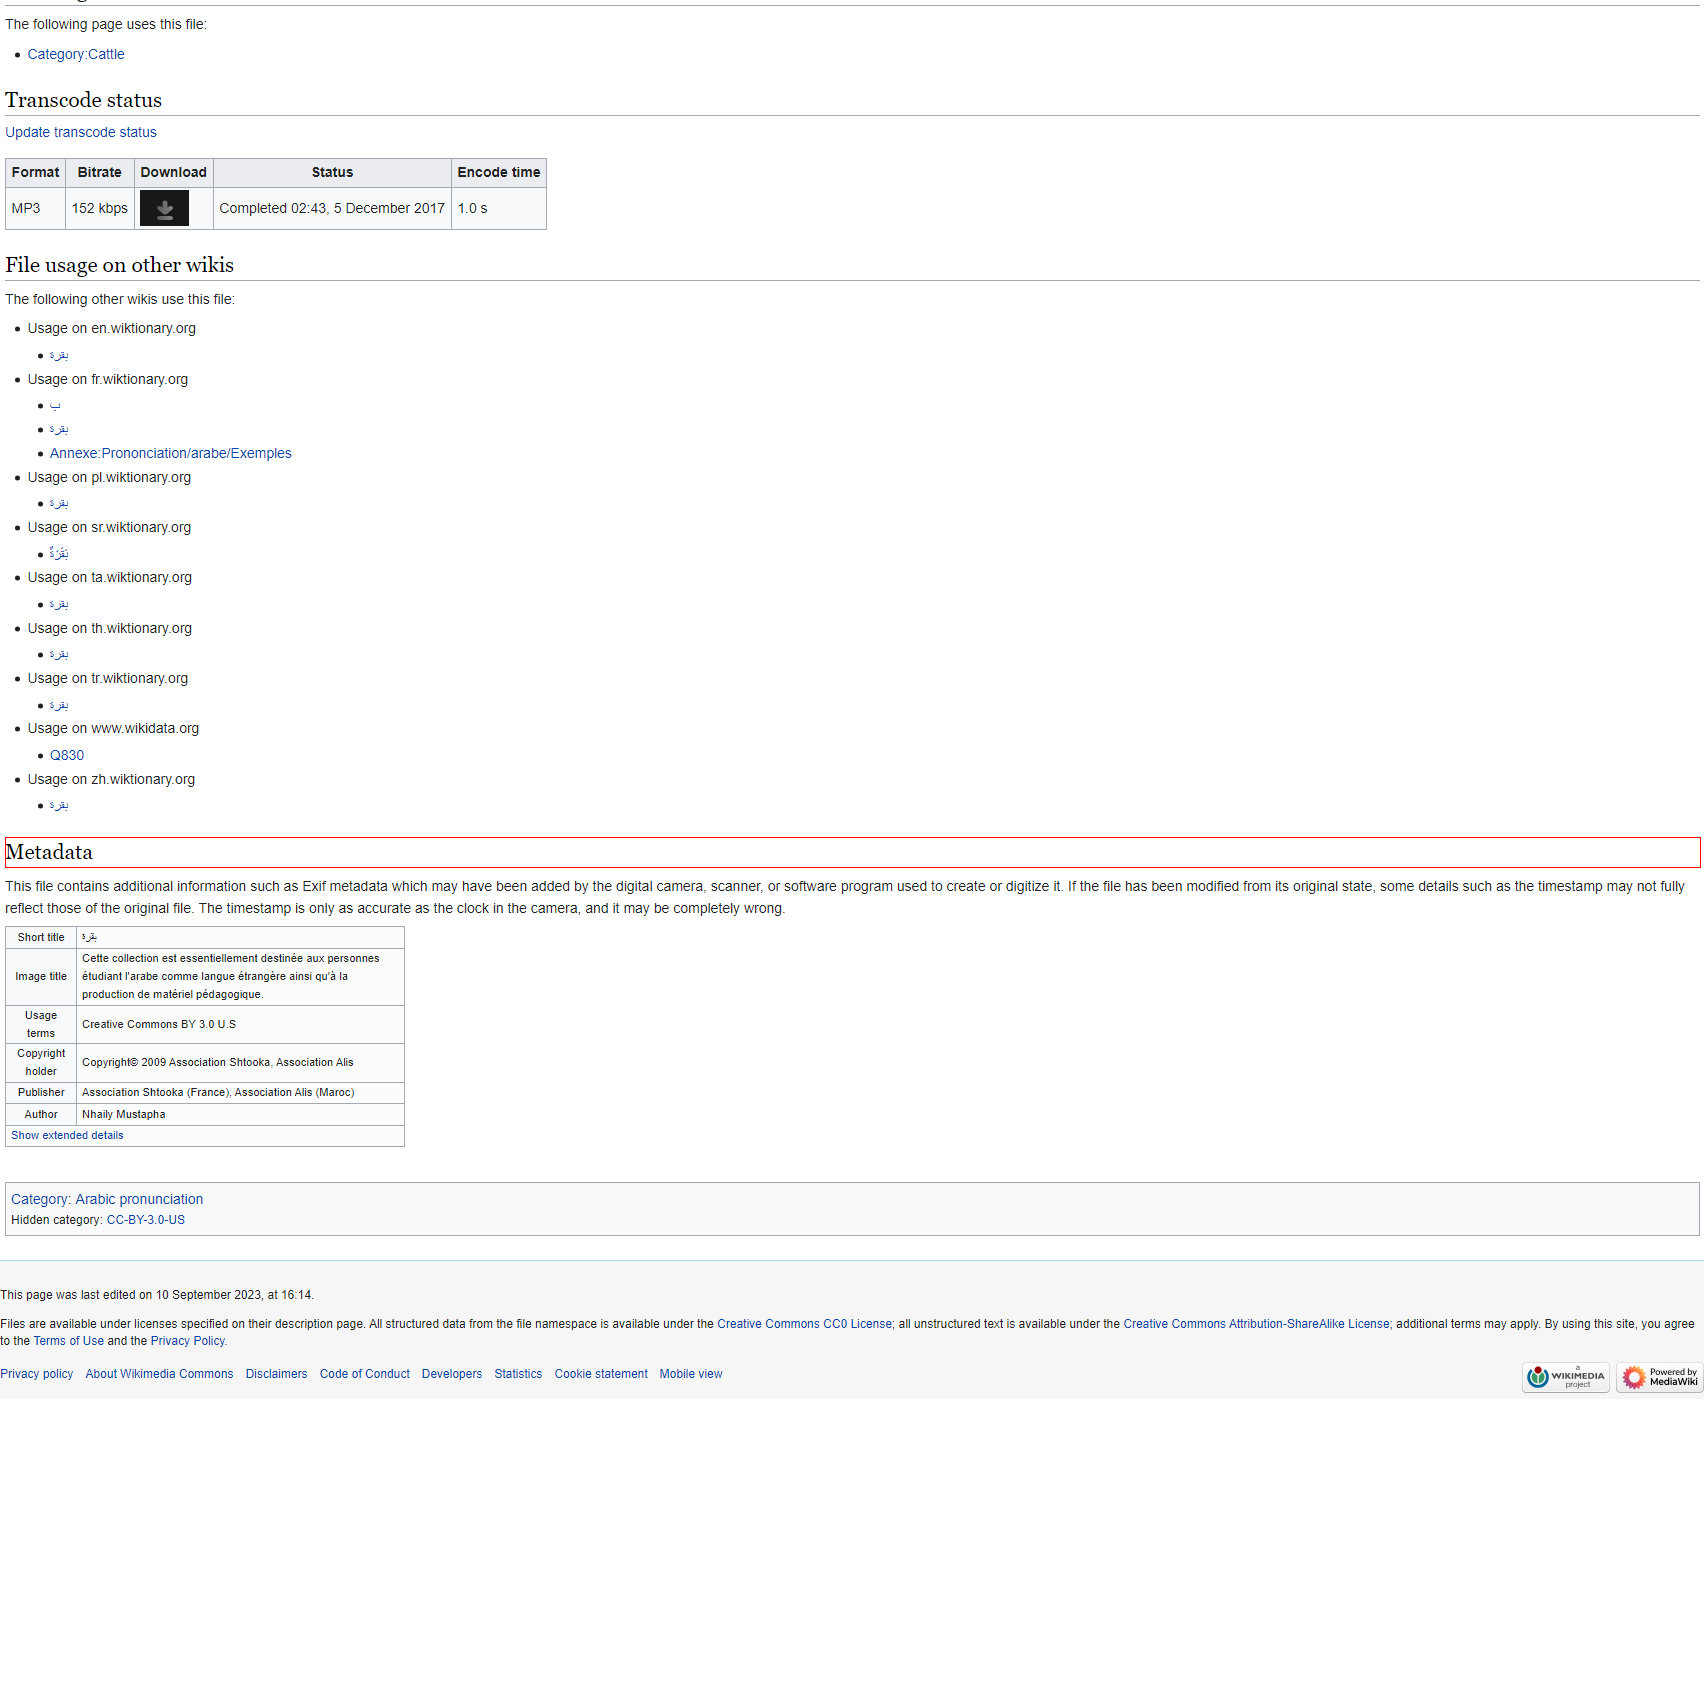 The following page uses this file:
Category:Cattle
Transcode status
Update transcode status
Format Bitrate Download Status Encode time
MP3 152 kbps Completed 02:43, 5 December 2017 1.0 s
File usage on other wikis
The following other wikis use this file:
Usage on en.wiktionary.org
بقرة
Usage on fr.wiktionary.org
ب
بقرة
Annexe:Prononciation/arabe/Exemples
Usage on pl.wiktionary.org
بقرة
Usage on sr.wiktionary.org
بَقَرَةٌ
Usage on ta.wiktionary.org
بقرة
Usage on th.wiktionary.org
بقرة
Usage on tr.wiktionary.org
بقرة
Usage on www.wikidata.org
Q830
Usage on zh.wiktionary.org
بقرة
Metadata
This file contains additional information such as Exif metadata which may have been added by the digital camera, scanner, or software program used to create or digitize it. If the file has been modified from its original state, some details such as the timestamp may not fully
reflect those of the original file. The timestamp is only as accurate as the clock in the camera, and it may be completely wrong.
Short title بقرة
Image title Cette collection est essentiellement destinée aux personnes
étudiant l'arabe comme langue étrangère ainsi qu'à la
production de matériel pédagogique.
Usage
terms
Creative Commons BY 3.0 U.S
Copyright
holder
Copyright© 2009 Association Shtooka, Association Alis
Publisher Association Shtooka (France), Association Alis (Maroc)
Author Nhaily Mustapha
Show extended details
Category: Arabic pronunciation
Hidden category: CC-BY-3.0-US
This page was last edited on 10 September 2023, at 16:14.
Files are available under licenses specified on their description page. All structured data from the file namespace is available under the Creative Commons CC0 License; all unstructured text is available under the Creative Commons Attribution-ShareAlike License; additional terms may apply. By using this site, you agree
to the Terms of Use and the Privacy Policy.
Privacy policy About Wikimedia Commons Disclaimers Code of Conduct Developers Statistics Cookie statement Mobile view
a
WIKIMEDIA
project
Powered by
MediaWiki